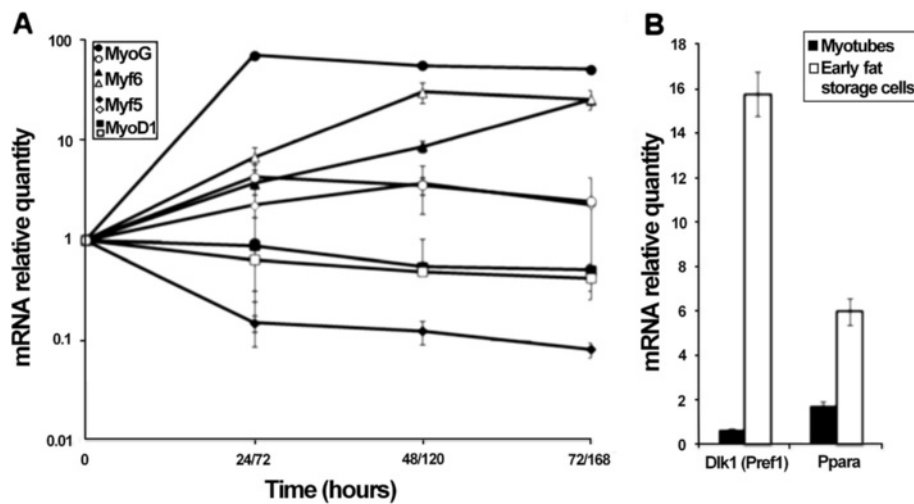 A
mRNA relative quantity
100
10
1
0.1
0.01
MyoG
Myf6
Myf5
MyoD1
0
24/72
48/120
72/168
Time (hours)
B
mRNA relative quantity
18
16
14
12
10
8
6
4
2
0
Myotubes
Early fat
storage cells
Dlk1 (Pref1)
Ppara